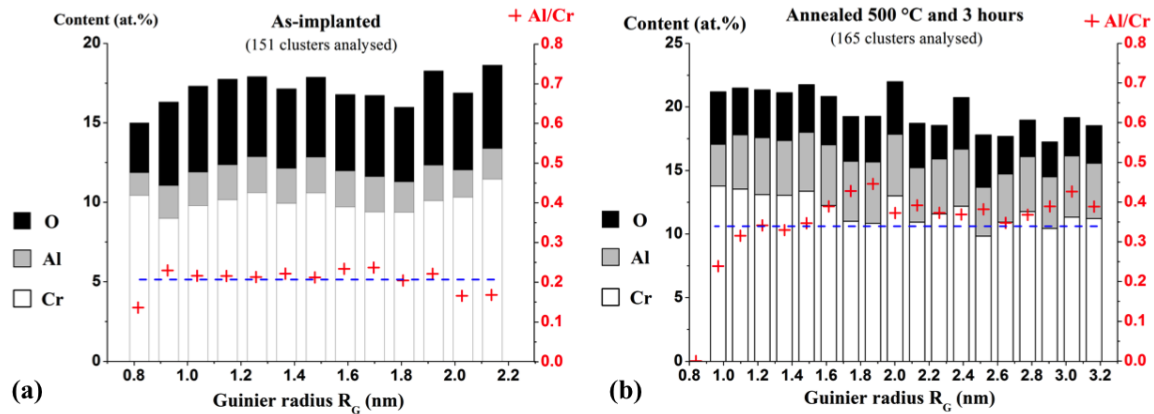 Content (at.%)
As-implanted
(151 clusters analysed)
+ Al/Cr
20
15
10
5
0
0.8
0.7
0.6
0.5
0.4
0.3
0.2
0.1
0.0
O
Al
Cr
0.8 1.0 1.2 1.4 1.6 1.8 2.0 2.2
Guinier radius R_G (nm)
(a)
Content (at.%)
Annealed 500 °C and 3 hours
(165 clusters analysed)
+ Al/Cr
25
20
15
10
5
0
0.8
0.7
0.6
0.5
0.4
0.3
0.2
0.1
0.0
O
Al
Cr
0.8 1.0 1.2 1.4 1.6 1.8 2.0 2.2 2.4 2.6 2.8 3.0 3.2
Guinier radius R_G (nm)
(b)